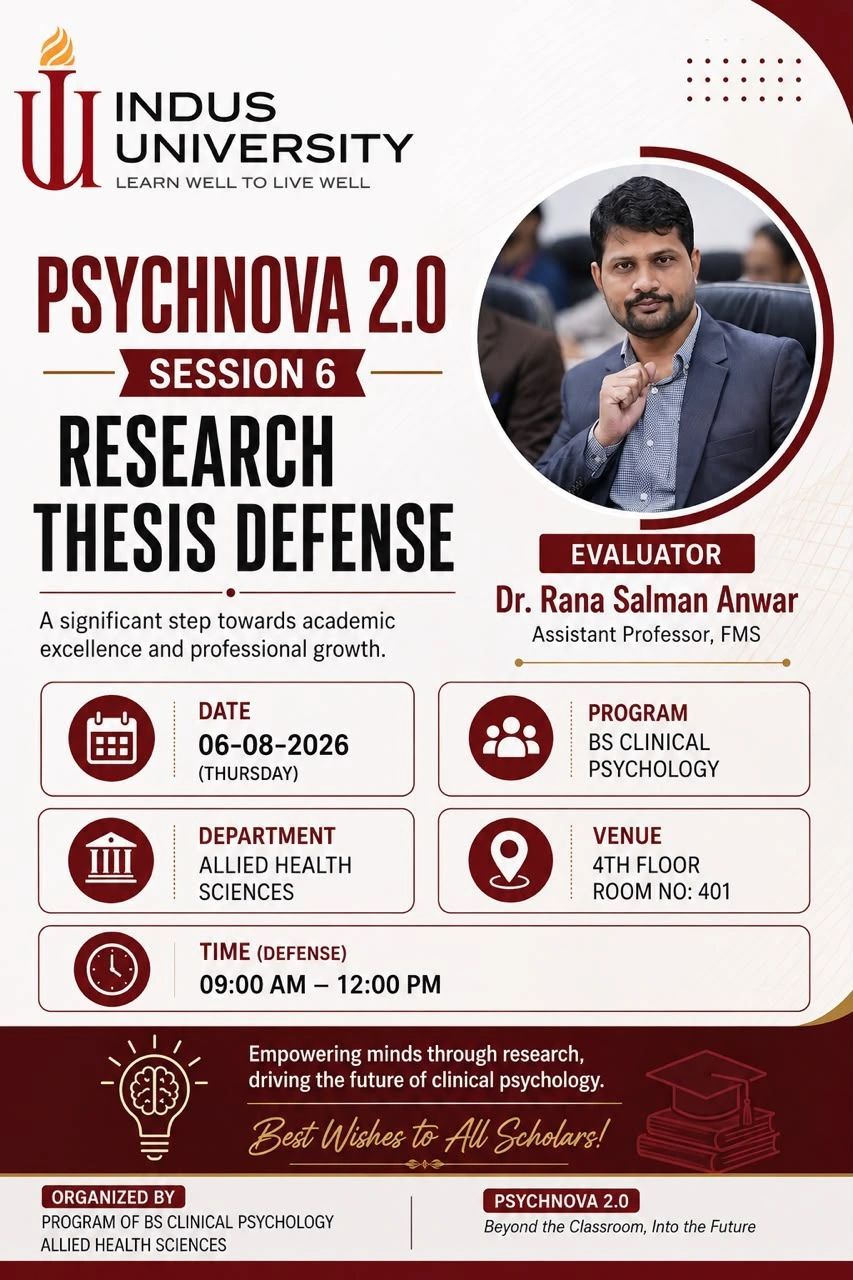 INDUS
UNIVERSITY
LEARN WELL TO LIVE WELL
PSYCHNOVA 2.0
SESSION 6
RESEARCH
THESIS DEFENSE
A significant step towards academic
excellence and professional growth.
EVALUATOR
Dr. Rana Salman Anwar
Assistant Professor, FMS
DATE
06-08-2026
(THURSDAY)
PROGRAM
BS CLINICAL
PSYCHOLOGY
DEPARTMENT
ALLIED HEALTH
SCIENCES
VENUE
4TH FLOOR
ROOM NO: 401
TIME (DEFENSE)
09:00 AM – 12:00 PM
Empowering minds through research,
driving the future of clinical psychology.
Best Wishes to All Scholars!
ORGANIZED BY
PROGRAM OF BS CLINICAL PSYCHOLOGY
ALLIED HEALTH SCIENCES
PSYCHNOVA 2.0
Beyond the Classroom, Into the Future